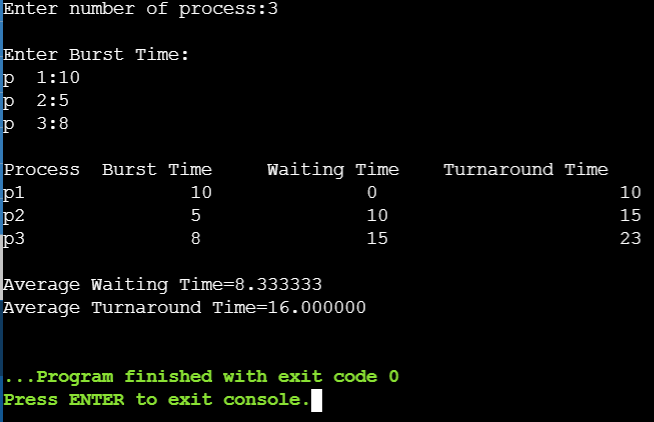 Enter number of process:3
Enter Burst Time:
p  1:10
p  2:5
p  3:8
Process  Burst Time     Waiting Time    Turnaround Time
p1               10              0                      10
p2               5               10                     15
p3               8               15                     23
Average Waiting Time=8.333333
Average Turnaround Time=16.000000
...Program finished with exit code 0
Press ENTER to exit console.